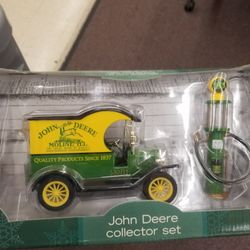 JOHN DEERE
MOLINE, ILL.
QUALITY PRODUCTS SINCE 1837
John Deere
collector set